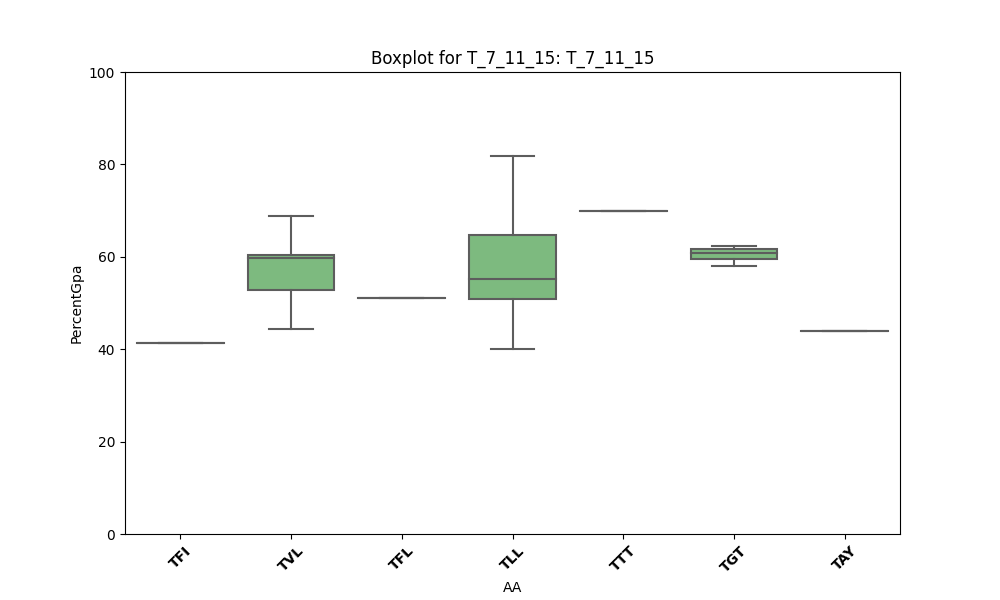 Boxplot for T_7_11_15: T_7_11_15
100
80
60
40
20
0
PercentGpa
TFI
TVL
TFL
TLL
TTT
TGT
TAY
AA